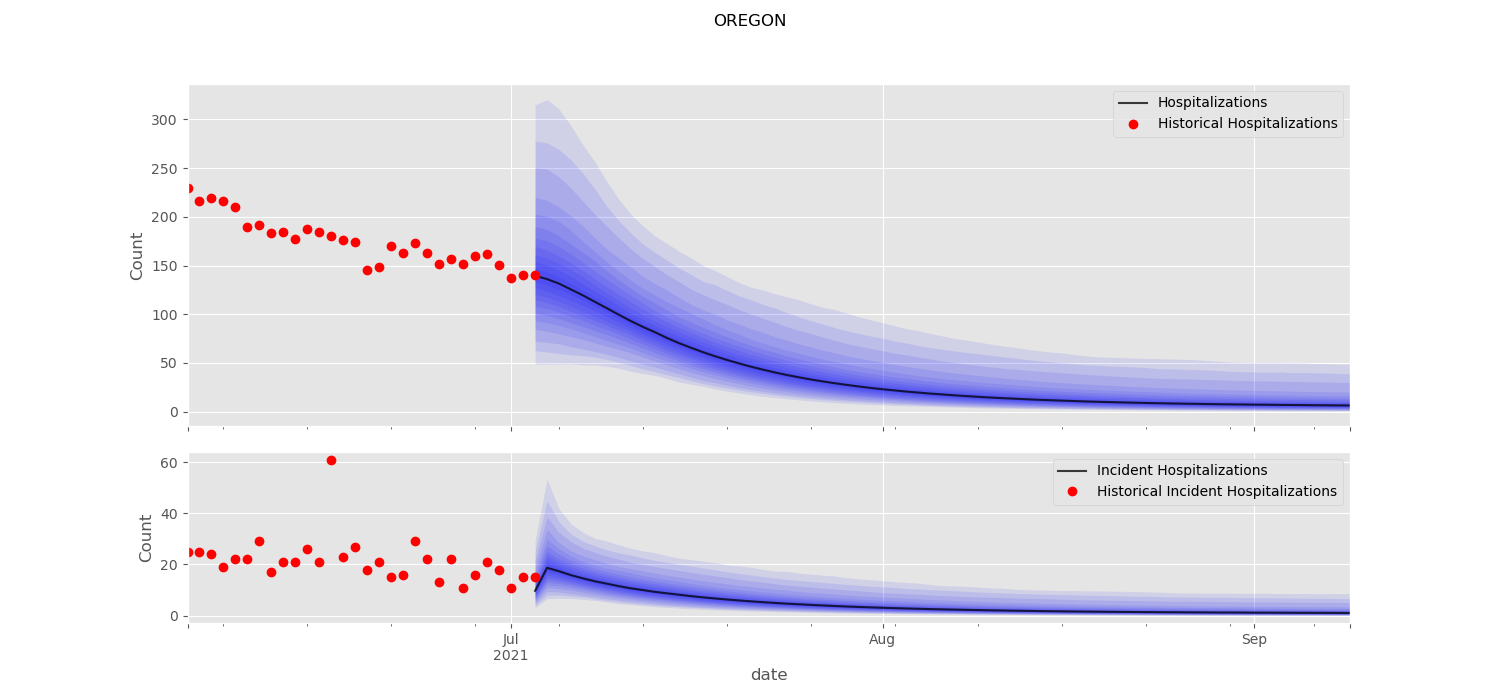 OREGON
Hospitalizations
Historical Hospitalizations
300
250
200
150
100
50
0
Count
Incident Hospitalizations
Historical Incident Hospitalizations
60
40
20
0
Count
Jul
2021
Aug
Sep
date